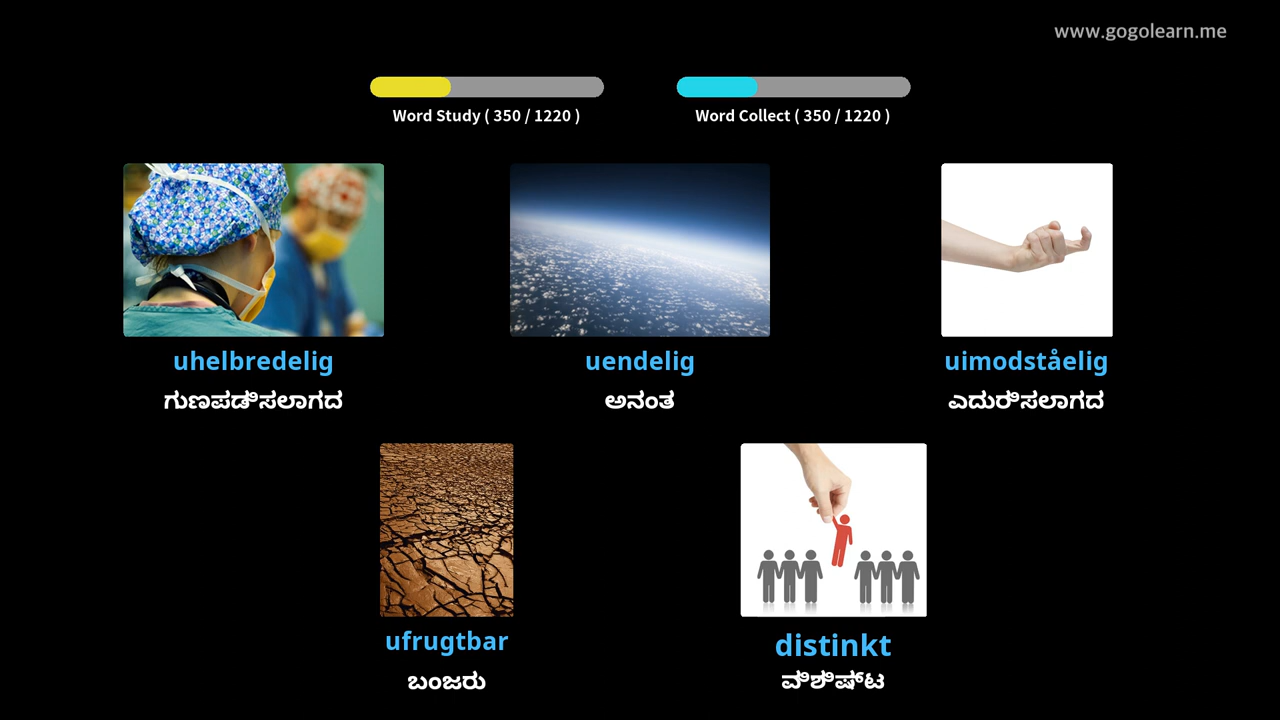 www.gogolearn.me
Word Study ( 350 / 1220 )
Word Collect ( 350 / 1220 )
uhelbredelig
uendelig
uimodståelig
ಗುಣಪಡಿಸಲಾಗದ
ಅನಂತ
ಎದುರಿಸಲಾಗದ
ufrugtbar
distinkt
ಬಂಜರು
ವಿಶಿಷ್ಟ